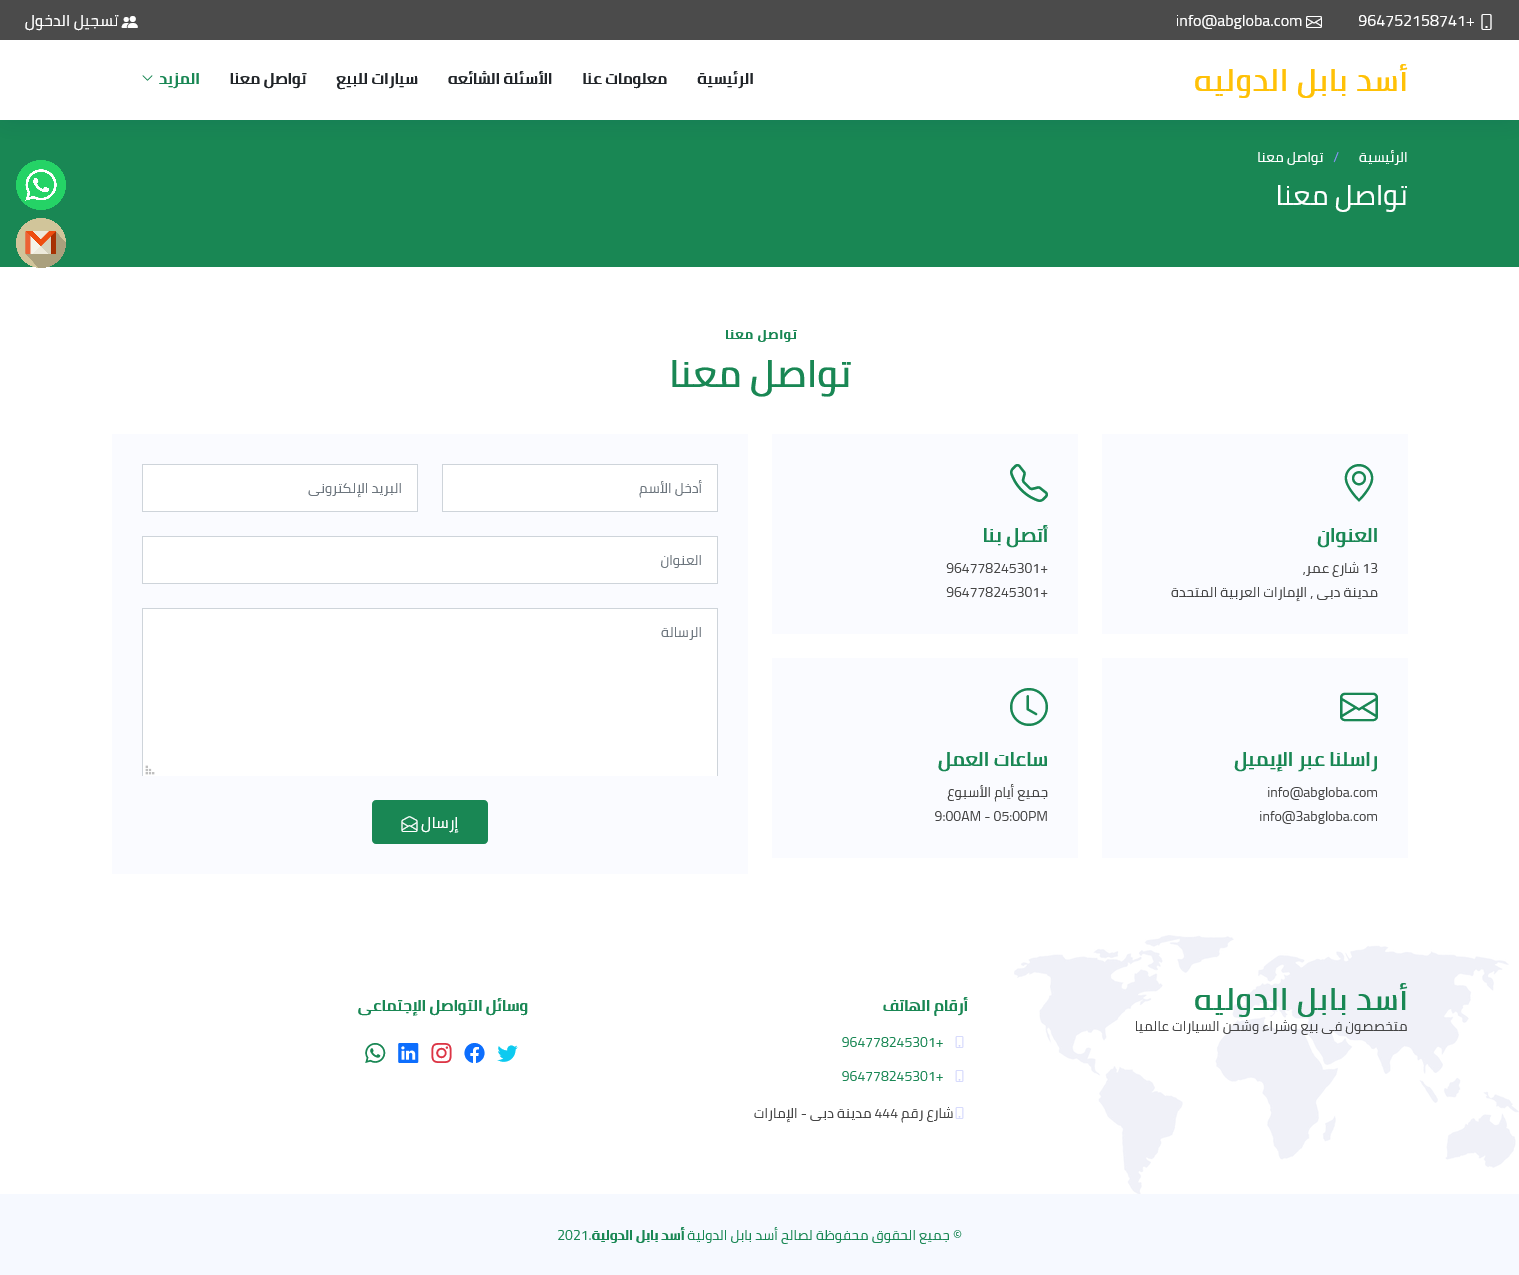 +964752158741
info@abgloba.com
تسجيل الدخول
أسد بابل الدوليه
الرئيسية
معلومات عنا
الأسئلة الشائعه
سيارات للبيع
تواصل معنا
المزيد
الرئيسية / تواصل معنا
تواصل معنا
تواصل معنا
تواصل معنا
العنوان
13 شارع عمر,
مدينة دبى , الإمارات العربية المتحدة
أتصل بنا
+964778245301
+964778245301
راسلنا عبر الإيميل
info@abgloba.com
info@3abgloba.com
ساعات العمل
جميع أيام الأسبوع
9:00AM - 05:00PM
أدخل الأسم
البريد الإلكترونى
العنوان
الرسالة
إرسال
أسد بابل الدوليه
متخصصون فى بيع وشراء وشحن السيارات عالميا
أرقام الهاتف
+964778245301
+964778245301
شارع رقم 444 مدينة دبى - الإمارات
وسائل التواصل الإجتماعى
© جميع الحقوق محفوظة لصالح أسد بابل الدولية أسد بابل الدولية.2021